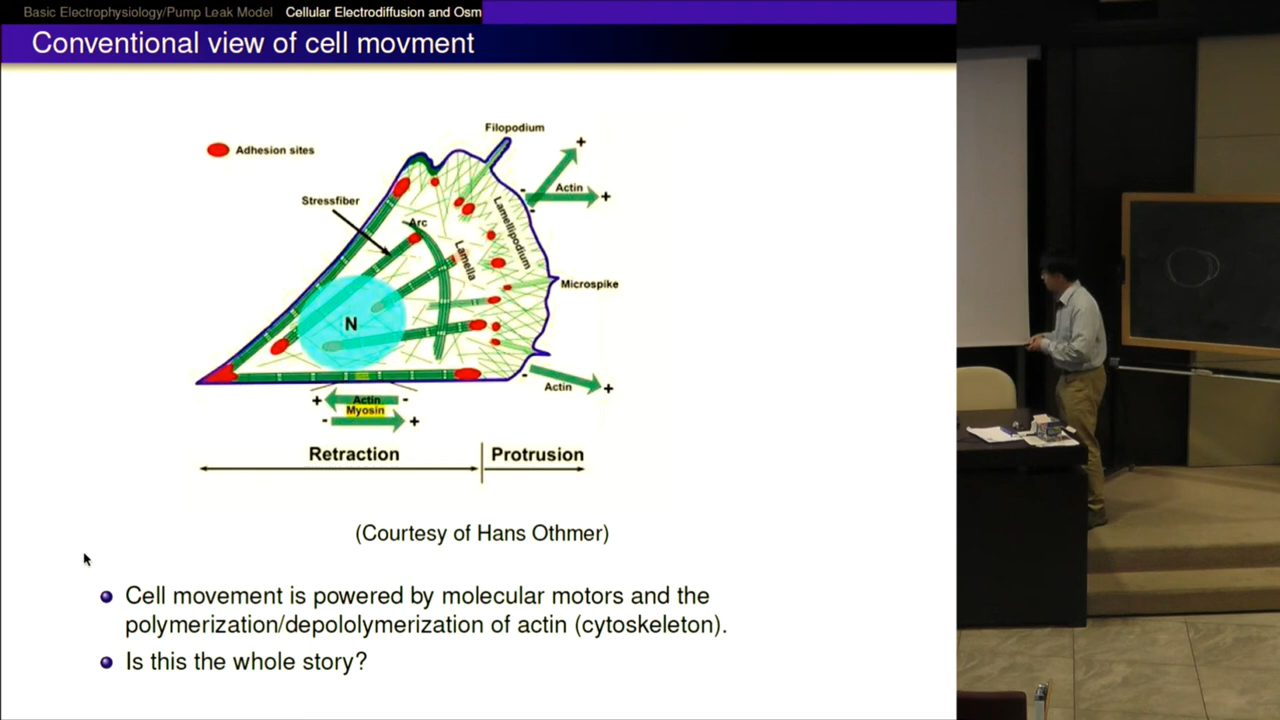 Basic Electrophysiology/Pump Leak Model Cellular Electrodiffusion and Osm
Conventional view of cell movment
Filopodium
Adhesion sites
+
-
Actin
+
-
Stressfiber
Arc
Lamellipodium
Lamella
Microspike
N
-
Actin
+
+ Actin -
- Myosin +
Retraction
Protrusion
(Courtesy of Hans Othmer)
Cell movement is powered by molecular motors and the
polymerization/depololymerization of actin (cytoskeleton).
Is this the whole story?